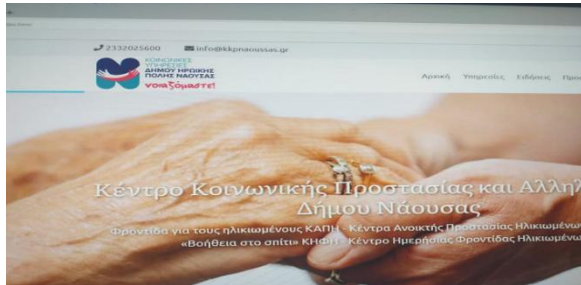 2332025600 info@kkpnaoussas.gr
ΚΟΙΝΩΝΙΚΕΣ
ΥΠΗΡΕΣΙΕΣ
ΔΗΜΟΥ ΗΡΩΙΚΗΣ
ΠΟΛΗΣ ΝΑΟΥΣΑΣ
νοιαζόμαστε!
Αρχική Υπηρεσίες Ειδήσεις
Κέντρο Κοινωνικής Προστασίας και Αλλη
Δήμου Νάουσας
Φροντίδα για τους ηλικιωμένους ΚΑΠΗ - Κέντρα Ανοικτής Προστασίας Ηλικιωμένω
«Βοήθεια στο σπίτι» ΚΗΦΗ - Κέντρο Ημερήσιας Φροντίδας Ηλικιωμένω